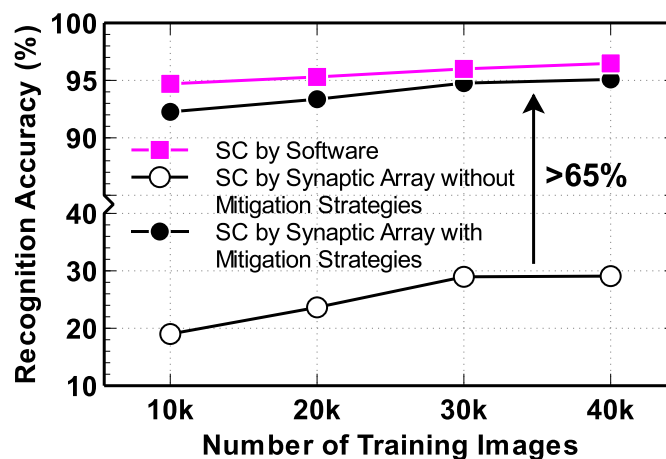 100
95
90
40
30
20
10
Recognition Accuracy (%)
SC by Software
SC by Synaptic Array without
Mitigation Strategies
SC by Synaptic Array with
Mitigation Strategies
>65%
10k 20k 30k 40k
Number of Training Images